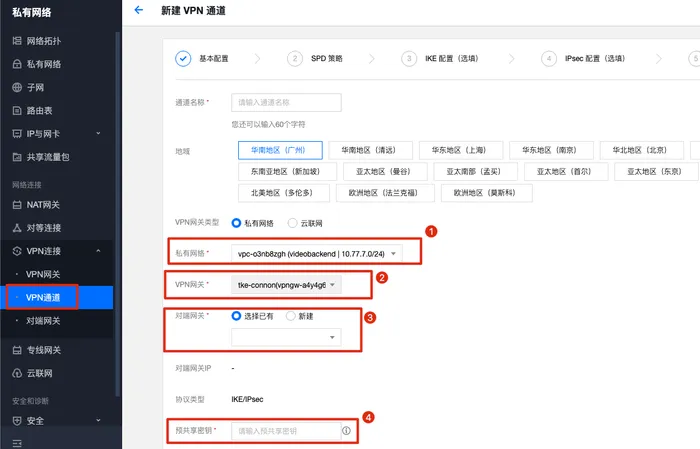 私有网络
新建 VPN 通道
网络拓扑
私有网络
子网
路由表
IP与网卡
共享流量包
网络连接
NAT网关
对等连接
VPN连接
VPN网关
VPN通道
对端网关
专线网关
云联网
安全和诊断
安全
基本配置
2 SPD 策略
3 IKE 配置（选填）
4 IPsec 配置（选填）
5
通道名称 *
请输入通道名称
您还可以输入60个字符
地域
华南地区（广州） 华南地区（清远） 华东地区（上海） 华东地区（南京） 华北地区（北京）
东南亚地区（新加坡） 亚太地区（曼谷） 亚太南部（孟买） 亚太地区（首尔） 亚太地区（东京）
北美地区（多伦多） 欧洲地区（法兰克福） 欧洲地区（莫斯科）
VPN网关类型 私有网络 云联网
1
私有网络 * vpc-o3nb8zgh (videobackend | 10.77.7.0/24)
2
VPN网关 * tke-connon(vpngw-a4y4g6
3
对端网关 * 选择已有 新建
对端网关IP -
协议类型 IKE/IPsec
4
预共享密钥 * 请输入预共享密钥